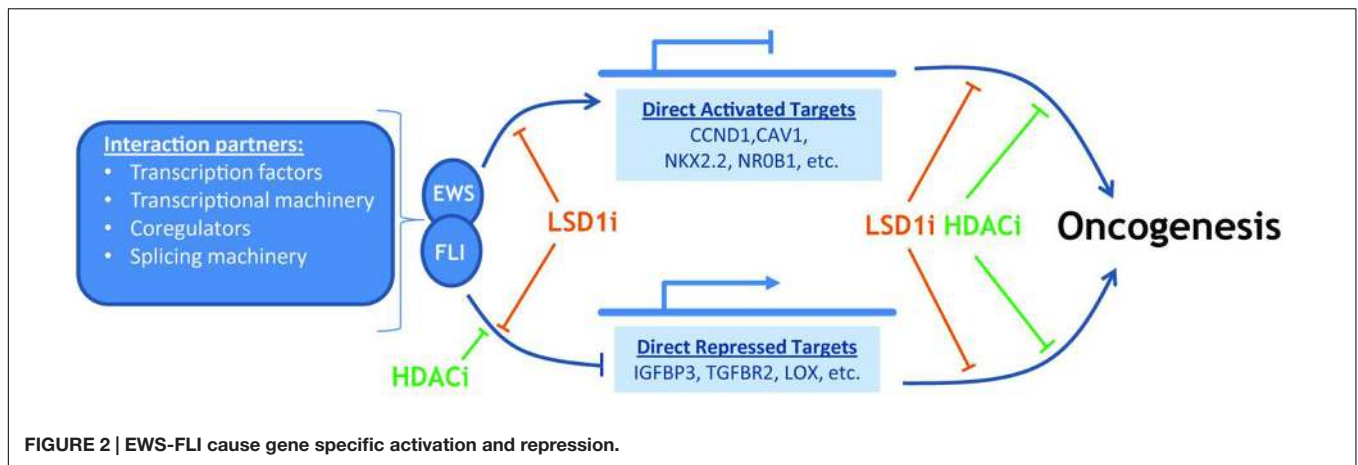 Interaction partners:
• Transcription factors
• Transcriptional machinery
• Coregulators
• Splicing machinery
EWS
FLI
HDACi
LSD1i
Direct Activated Targets
CCND1,CAV1,
NKX2.2, NR0B1, etc.
Direct Repressed Targets
IGFBP3, TGFBR2, LOX, etc.
LSD1i HDACi
Oncogenesis
FIGURE 2 | EWS-FLI cause gene specific activation and repression.